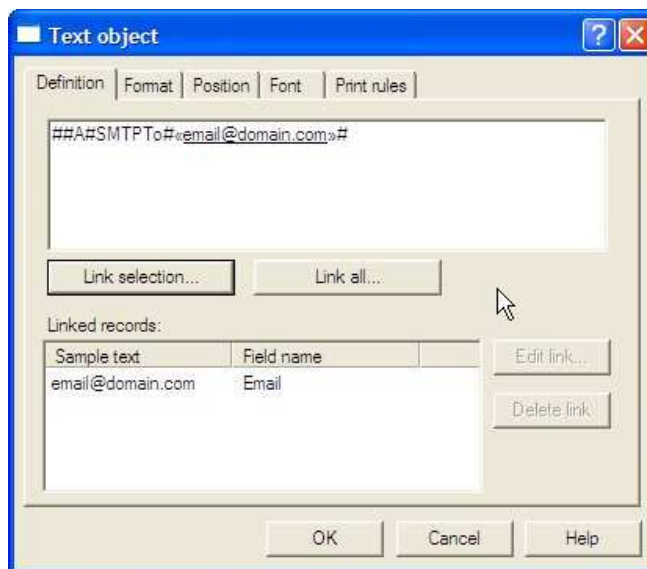 Text object
Definition Format Position Font Print rules
##A#SMTPTo#«email@domain.com»#
Link selection... Link all...
Linked records:
Sample text Field name
email@domain.com Email
Edit link...
Delete link
OK Cancel Help